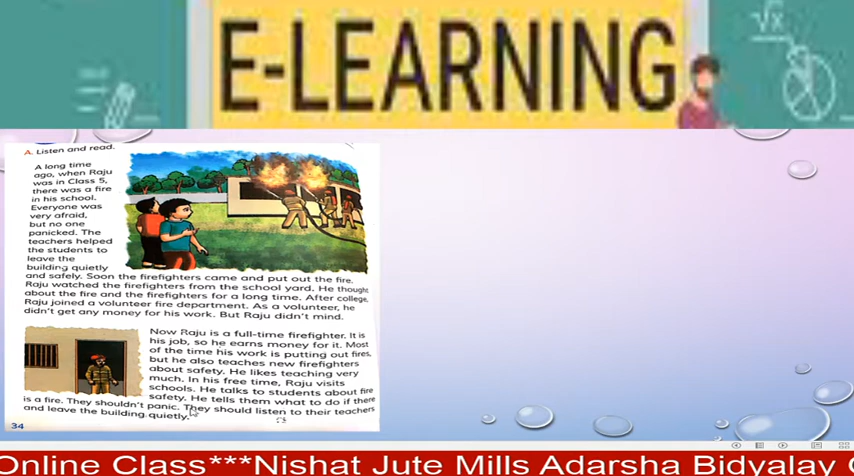 E-LEARNING
√x
A. Listen and read.
A long time
ago, when Raju
was in Class 5,
there was a fire
in his school.
Everyone was
very afraid,
but no one
panicked. The
teachers helped
the students to
leave the
building quietly
and safely. Soon the firefighters came and put out the fire.
Raju watched the firefighters from the school yard. He thought
about the fire and the firefighters for a long time. After college,
Raju joined a volunteer fire department. As a volunteer, he
didn't get any money for his work. But Raju didn't mind.
Now Raju is a full-time firefighter. It is
his job, so he earns money for it. Most
of the time his work is putting out fires,
but he also teaches new firefighters
about safety. He likes teaching very
much. In his free time, Raju visits
schools. He talks to students about fire
safety. He tells them what to do if there
is a fire. They shouldn't panic. They should listen to their teachers
and leave the building quietly.
34
Online Class***Nishat Jute Mills Adarsha Bidyalay